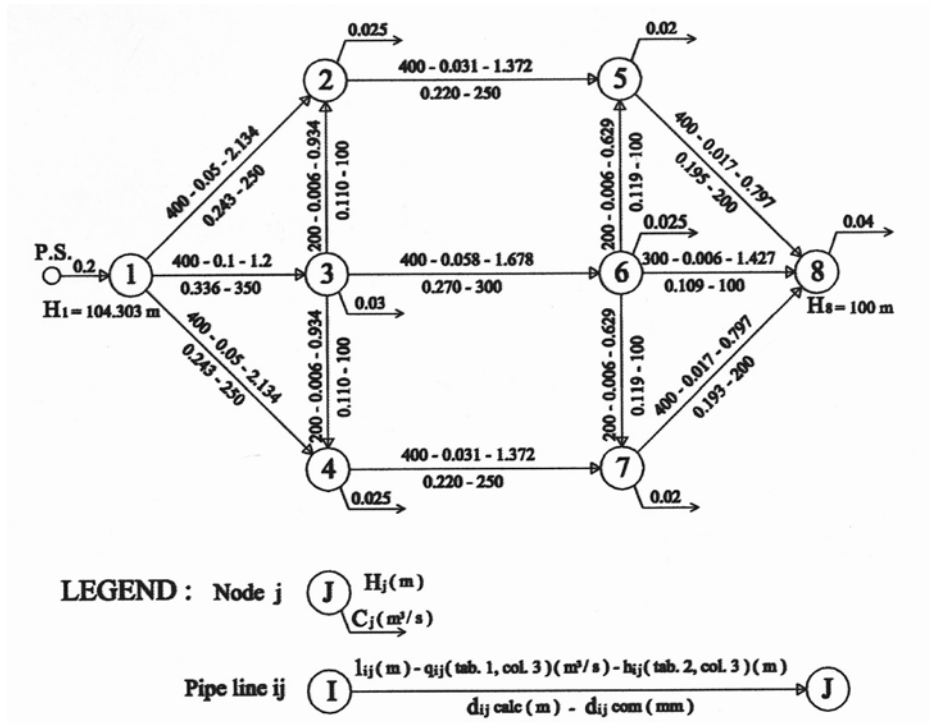 0.025
0.02
2
400 - 0.031 - 1.372
0.220 - 250
5
400 - 0.05 - 2.134
0.243 - 250
200 - 0.006 - 0.934
0.110 - 100
200 - 0.006 - 0.629
0.119 - 100
400 - 0.017 - 0.797
0.195 - 200
P.S.
0.2
1
H1 = 104.303 m
400 - 0.1 - 1.2
0.336 - 350
3
0.03
400 - 0.058 - 1.678
0.270 - 300
6
0.025
300 - 0.006 - 1.427
0.109 - 100
8
0.04
H8 = 100 m
400 - 0.05 - 2.134
0.243 - 250
200 - 0.006 - 0.934
0.110 - 100
200 - 0.006 - 0.629
0.119 - 100
400 - 0.017 - 0.797
0.193 - 200
4
0.025
400 - 0.031 - 1.372
0.220 - 250
7
0.02
LEGEND : Node j
J
Hj ( m )
Cj ( m³/ s )
Pipe line ij
I
lij ( m ) - qij ( tab. 1, col. 3 ) ( m³/ s ) - hij ( tab. 2, col. 3 ) ( m )
dij calc ( m ) - dij com ( mm )
J